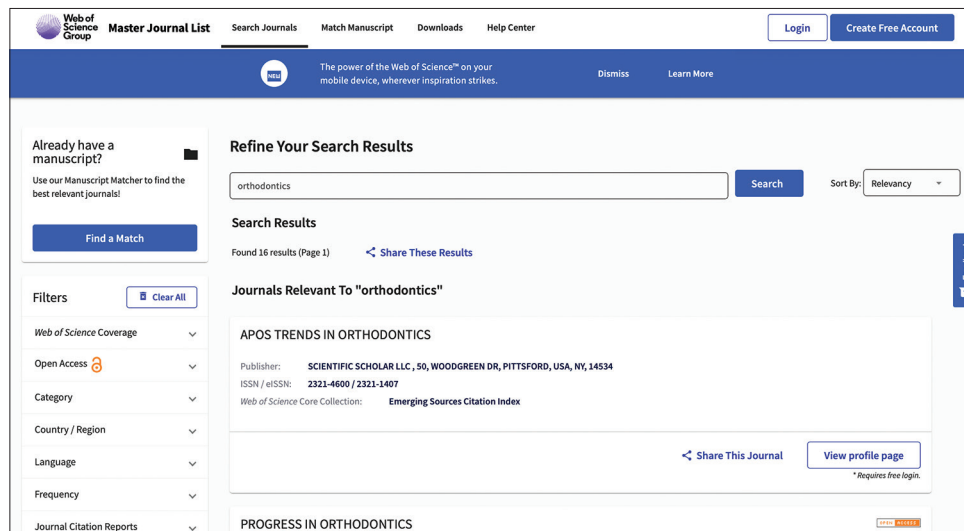 Web of
Science
Group
Master Journal List
Search Journals
Match Manuscript
Downloads
Help Center
Login
Create Free Account
NEW
The power of the Web of Science™ on your
mobile device, wherever inspiration strikes.
Dismiss
Learn More
Already have a
manuscript?
Use our Manuscript Matcher to find the
best relevant journals!
Find a Match
Filters
Clear All
Web of Science Coverage
Open Access
Category
Country / Region
Language
Frequency
Journal Citation Reports
Refine Your Search Results
orthodontics
Search
Sort By:
Relevancy
Search Results
Found 16 results (Page 1)
Share These Results
Journals Relevant To "orthodontics"
APOS TRENDS IN ORTHODONTICS
Publisher: SCIENTIFIC SCHOLAR LLC , 50, WOODGREEN DR, PITTSFORD, USA, NY, 14534
ISSN / eISSN: 2321-4600 / 2321-1407
Web of Science Core Collection: Emerging Sources Citation Index
Share This Journal
View profile page
* Requires free login.
PROGRESS IN ORTHODONTICS
OPEN ACCESS